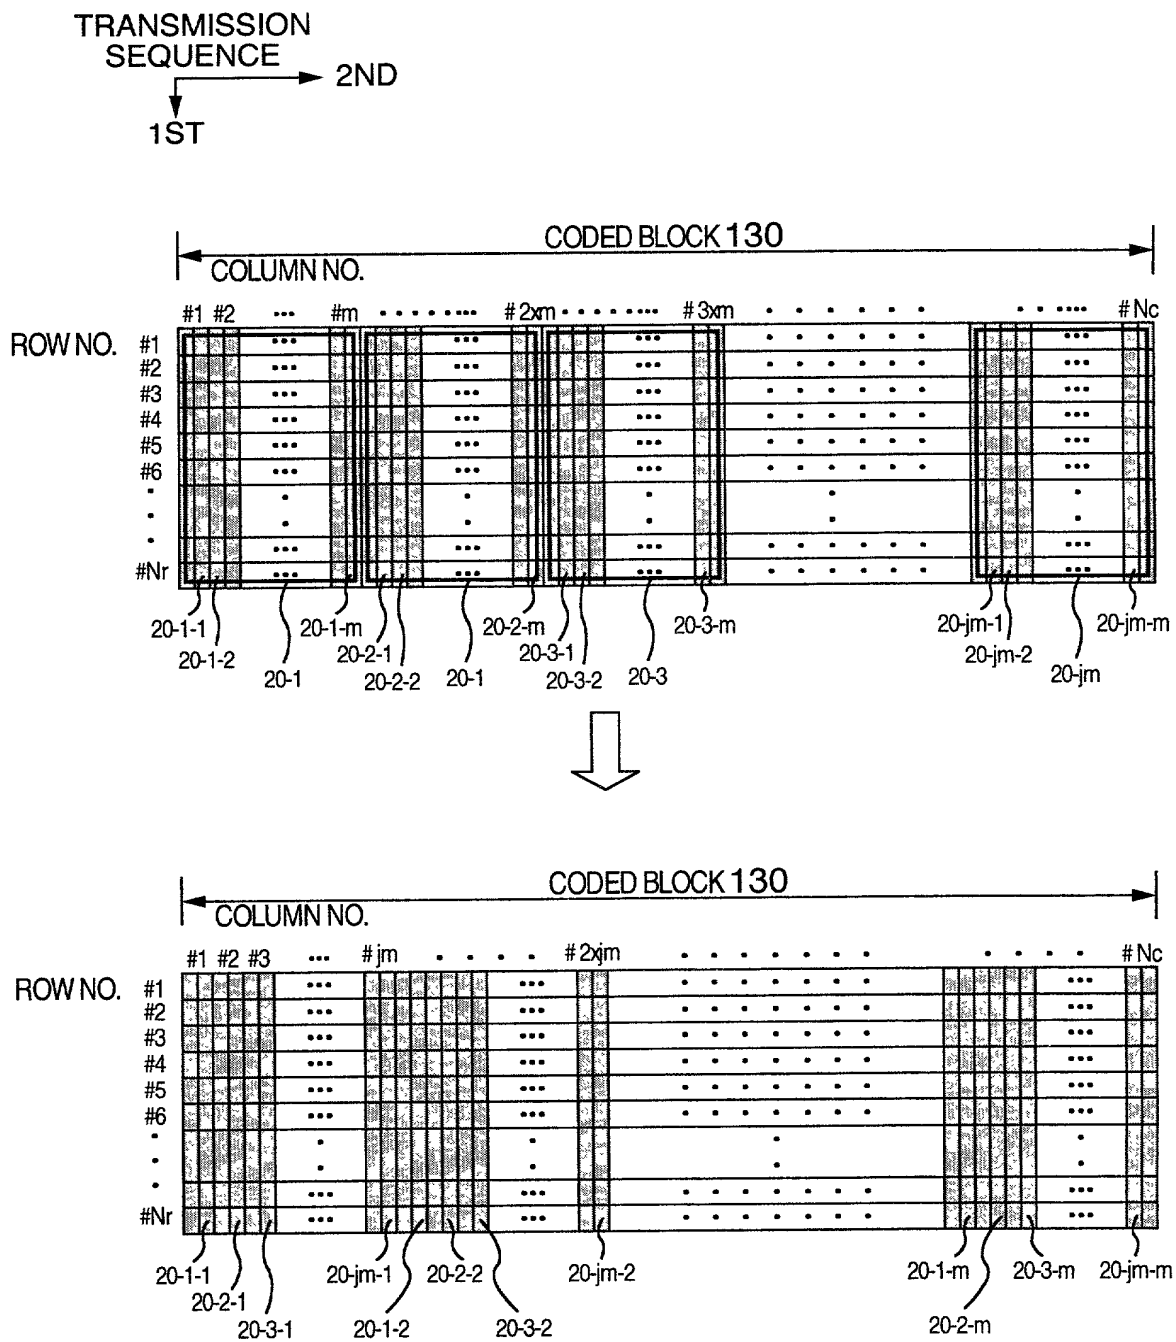 TRANSMISSION
SEQUENCE
2ND
1ST
CODED BLOCK 130
COLUMN NO.
#1 #2 ··· #m · · · · · ··· # 2xm · · · · · ··· # 3xm · · · · · · · · ··· # Nc
ROW NO.
#1
#2
#3
#4
#5
#6
#Nr
20-1-1 20-1-m 20-2-1 20-2-m 20-3-1 20-3-m 20-jm-1 20-jm-m
20-1-2 20-1 20-2-2 20-1 20-3-2 20-3 20-jm-2 20-jm
CODED BLOCK 130
COLUMN NO.
#1 #2 #3 ··· # jm · · · · # 2xjm · · · · · · · · · · · # Nc
ROW NO.
#1
#2
#3
#4
#5
#6
#Nr
20-1-1 20-jm-1 20-2-2 20-jm-2 20-1-m 20-3-m 20-jm-m
20-2-1 20-3-1 20-1-2 20-3-2 20-2-m